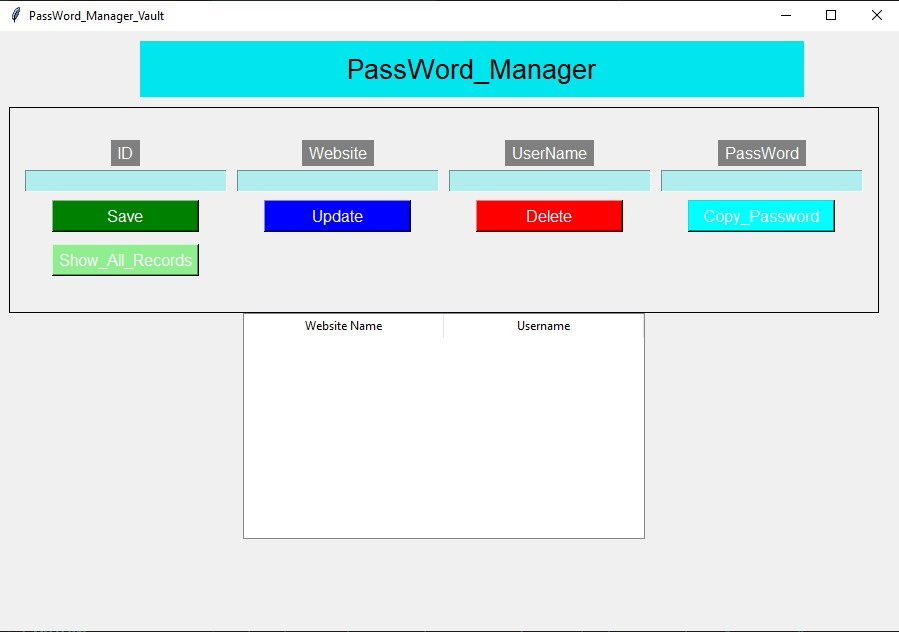 PassWord_Manager_Vault
PassWord_Manager
ID Website UserName PassWord
Save Update Delete Copy_Password
Show_All_Records
Website Name Username